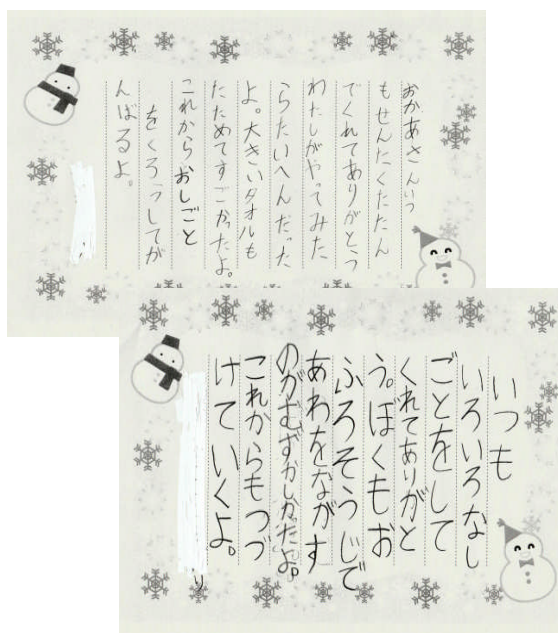 おかあさんいつ
もせんたくたたん
でくれてありがとう
わたしがやってみた
らたいへんだった
よ。大きいタオルも
たためてすごかったよ。
これからおしごと
をくろうしてが
んばるよ。
いつも
いろいろなし
ごとをして
くれてありがと
う。ぼくもお
ふろそうじで
あわをながす
のがむずかしかったよ。
これからもつづ
けていくよ。